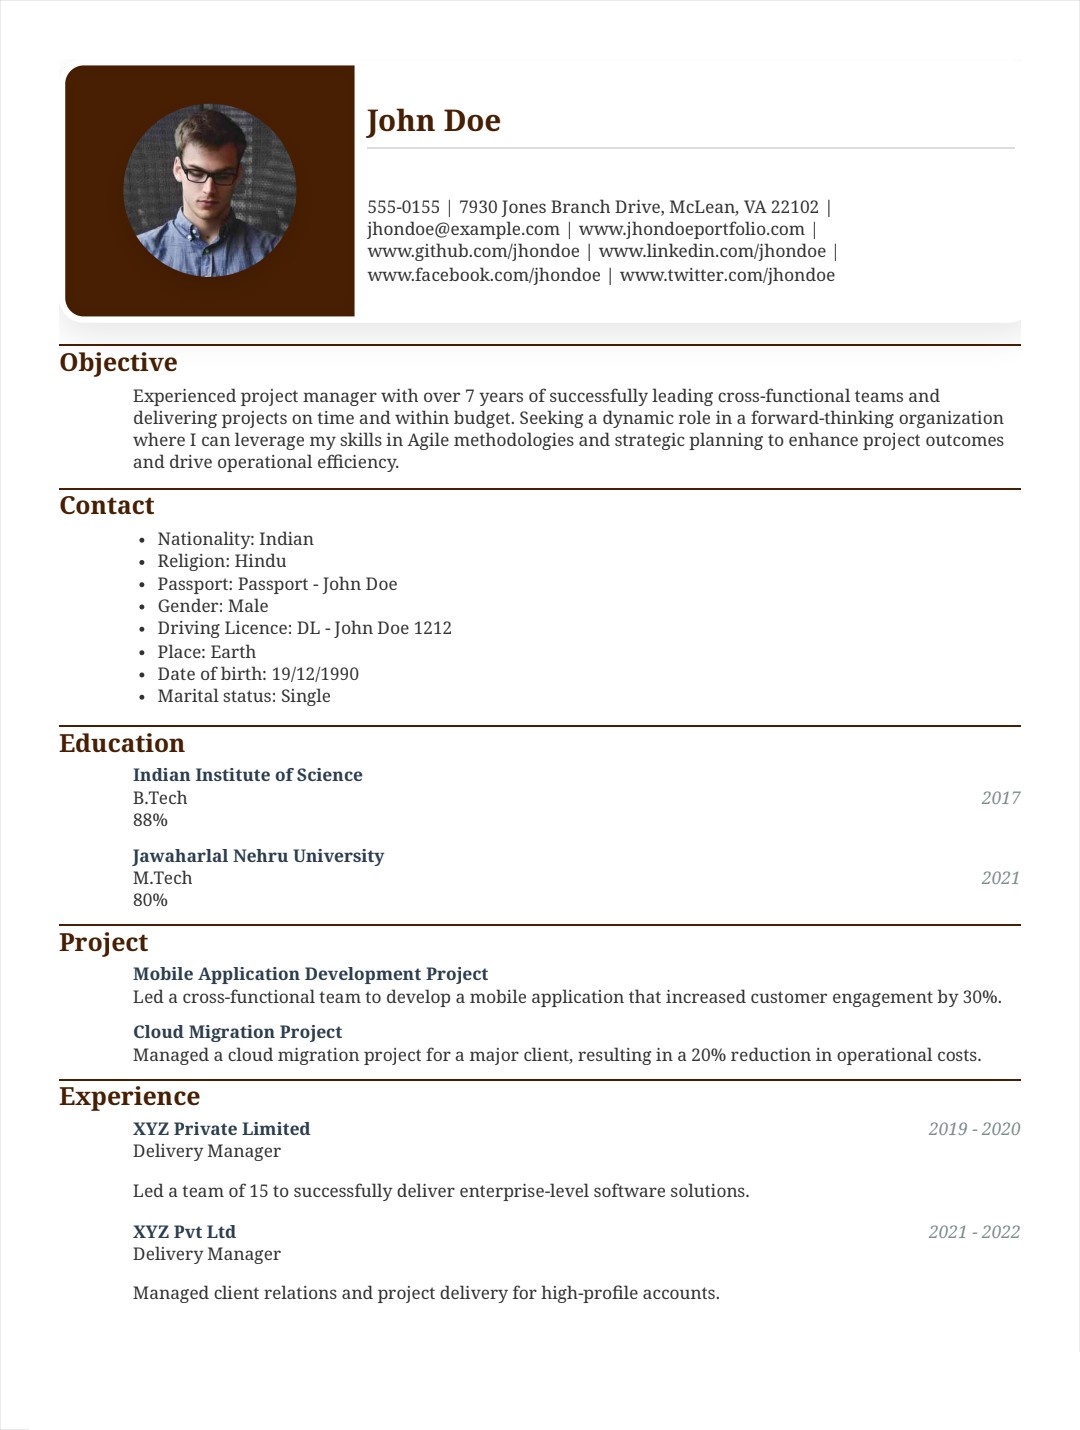 John Doe
555-0155 | 7930 Jones Branch Drive, McLean, VA 22102 |
jhondoe@example.com | www.jhondoeportfolio.com |
www.github.com/jhondoe | www.linkedin.com/jhondoe |
www.facebook.com/jhondoe | www.twitter.com/jhondoe
Objective
Experienced project manager with over 7 years of successfully leading cross-functional teams and
delivering projects on time and within budget. Seeking a dynamic role in a forward-thinking organization
where I can leverage my skills in Agile methodologies and strategic planning to enhance project outcomes
and drive operational efficiency.
Contact
• Nationality: Indian
• Religion: Hindu
• Passport: Passport - John Doe
• Gender: Male
• Driving Licence: DL - John Doe 1212
• Place: Earth
• Date of birth: 19/12/1990
• Marital status: Single
Education
Indian Institute of Science
B.Tech 2017
88%
Jawaharlal Nehru University
M.Tech 2021
80%
Project
Mobile Application Development Project
Led a cross-functional team to develop a mobile application that increased customer engagement by 30%.
Cloud Migration Project
Managed a cloud migration project for a major client, resulting in a 20% reduction in operational costs.
Experience
XYZ Private Limited 2019 - 2020
Delivery Manager
Led a team of 15 to successfully deliver enterprise-level software solutions.
XYZ Pvt Ltd 2021 - 2022
Delivery Manager
Managed client relations and project delivery for high-profile accounts.